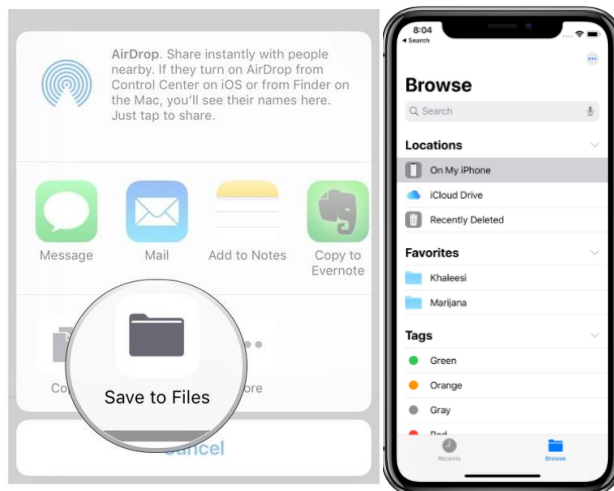 AirDrop. Share instantly with people
nearby. If they turn on AirDrop from
Control Center on iOS or from Finder on
the Mac, you'll see their names here.
Just tap to share.
Message
Mail
Add to Notes
Copy to
Evernote
Save to Files
8:04
Search
Browse
Search
Locations
On My iPhone
iCloud Drive
Recently Deleted
Favorites
Khaleesi
Marijana
Tags
Green
Orange
Gray
Red
Recents
Browse